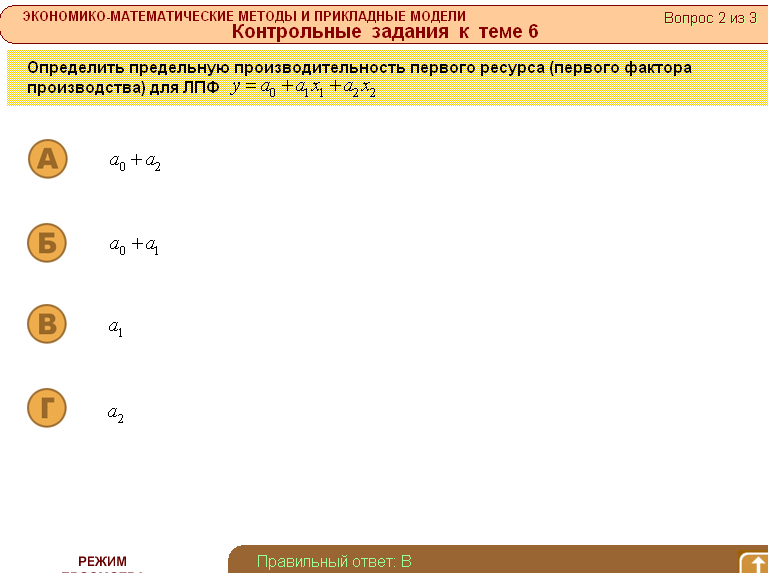 ЭКОНОМИКО-МАТЕМАТИЧЕСКИЕ МЕТОДЫ И ПРИКЛАДНЫЕ МОДЕЛИ
Вопрос 2 из 3
Контрольные задания к теме 6
Определить предельную производительность первого ресурса (первого фактора
производства) для ЛПФ y = a₀ + a₁x₁ + a₂x₂
А a₀ + a₂
Б a₀ + a₁
В a₁
Г a₂
РЕЖИМ
Правильный ответ: В